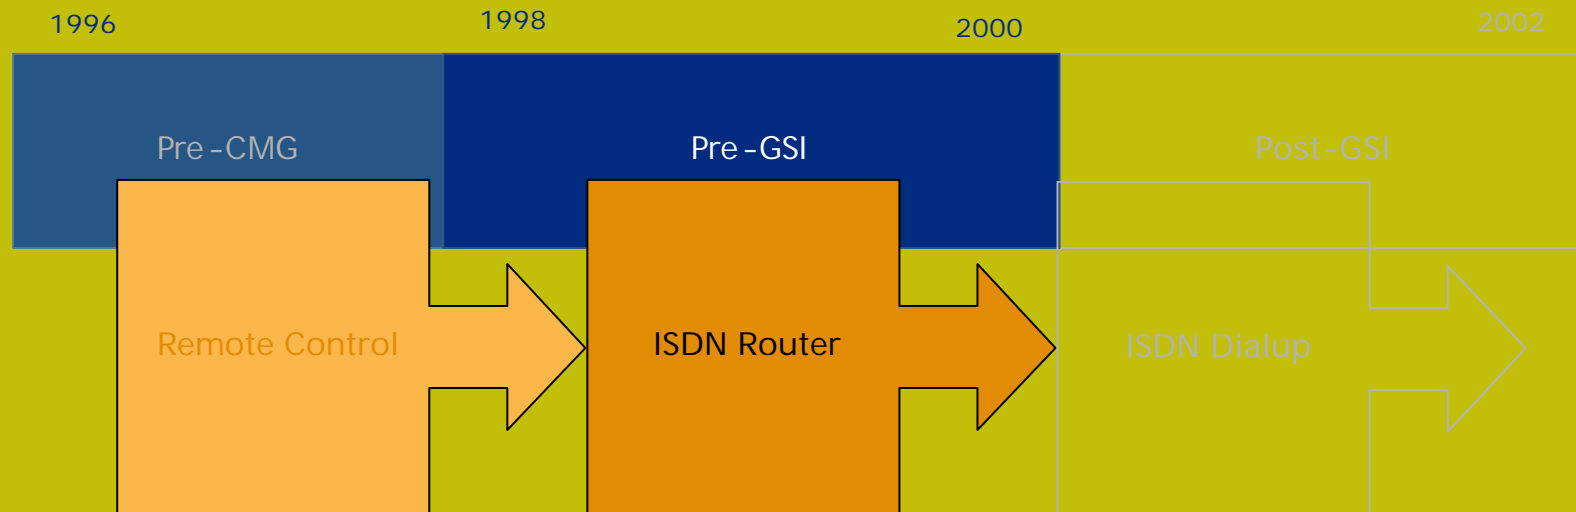 1996
1998
2000
2002
Pre-CMG
Pre-GSI
Post-GSI
Remote Control
ISDN Router
ISDN Dialup